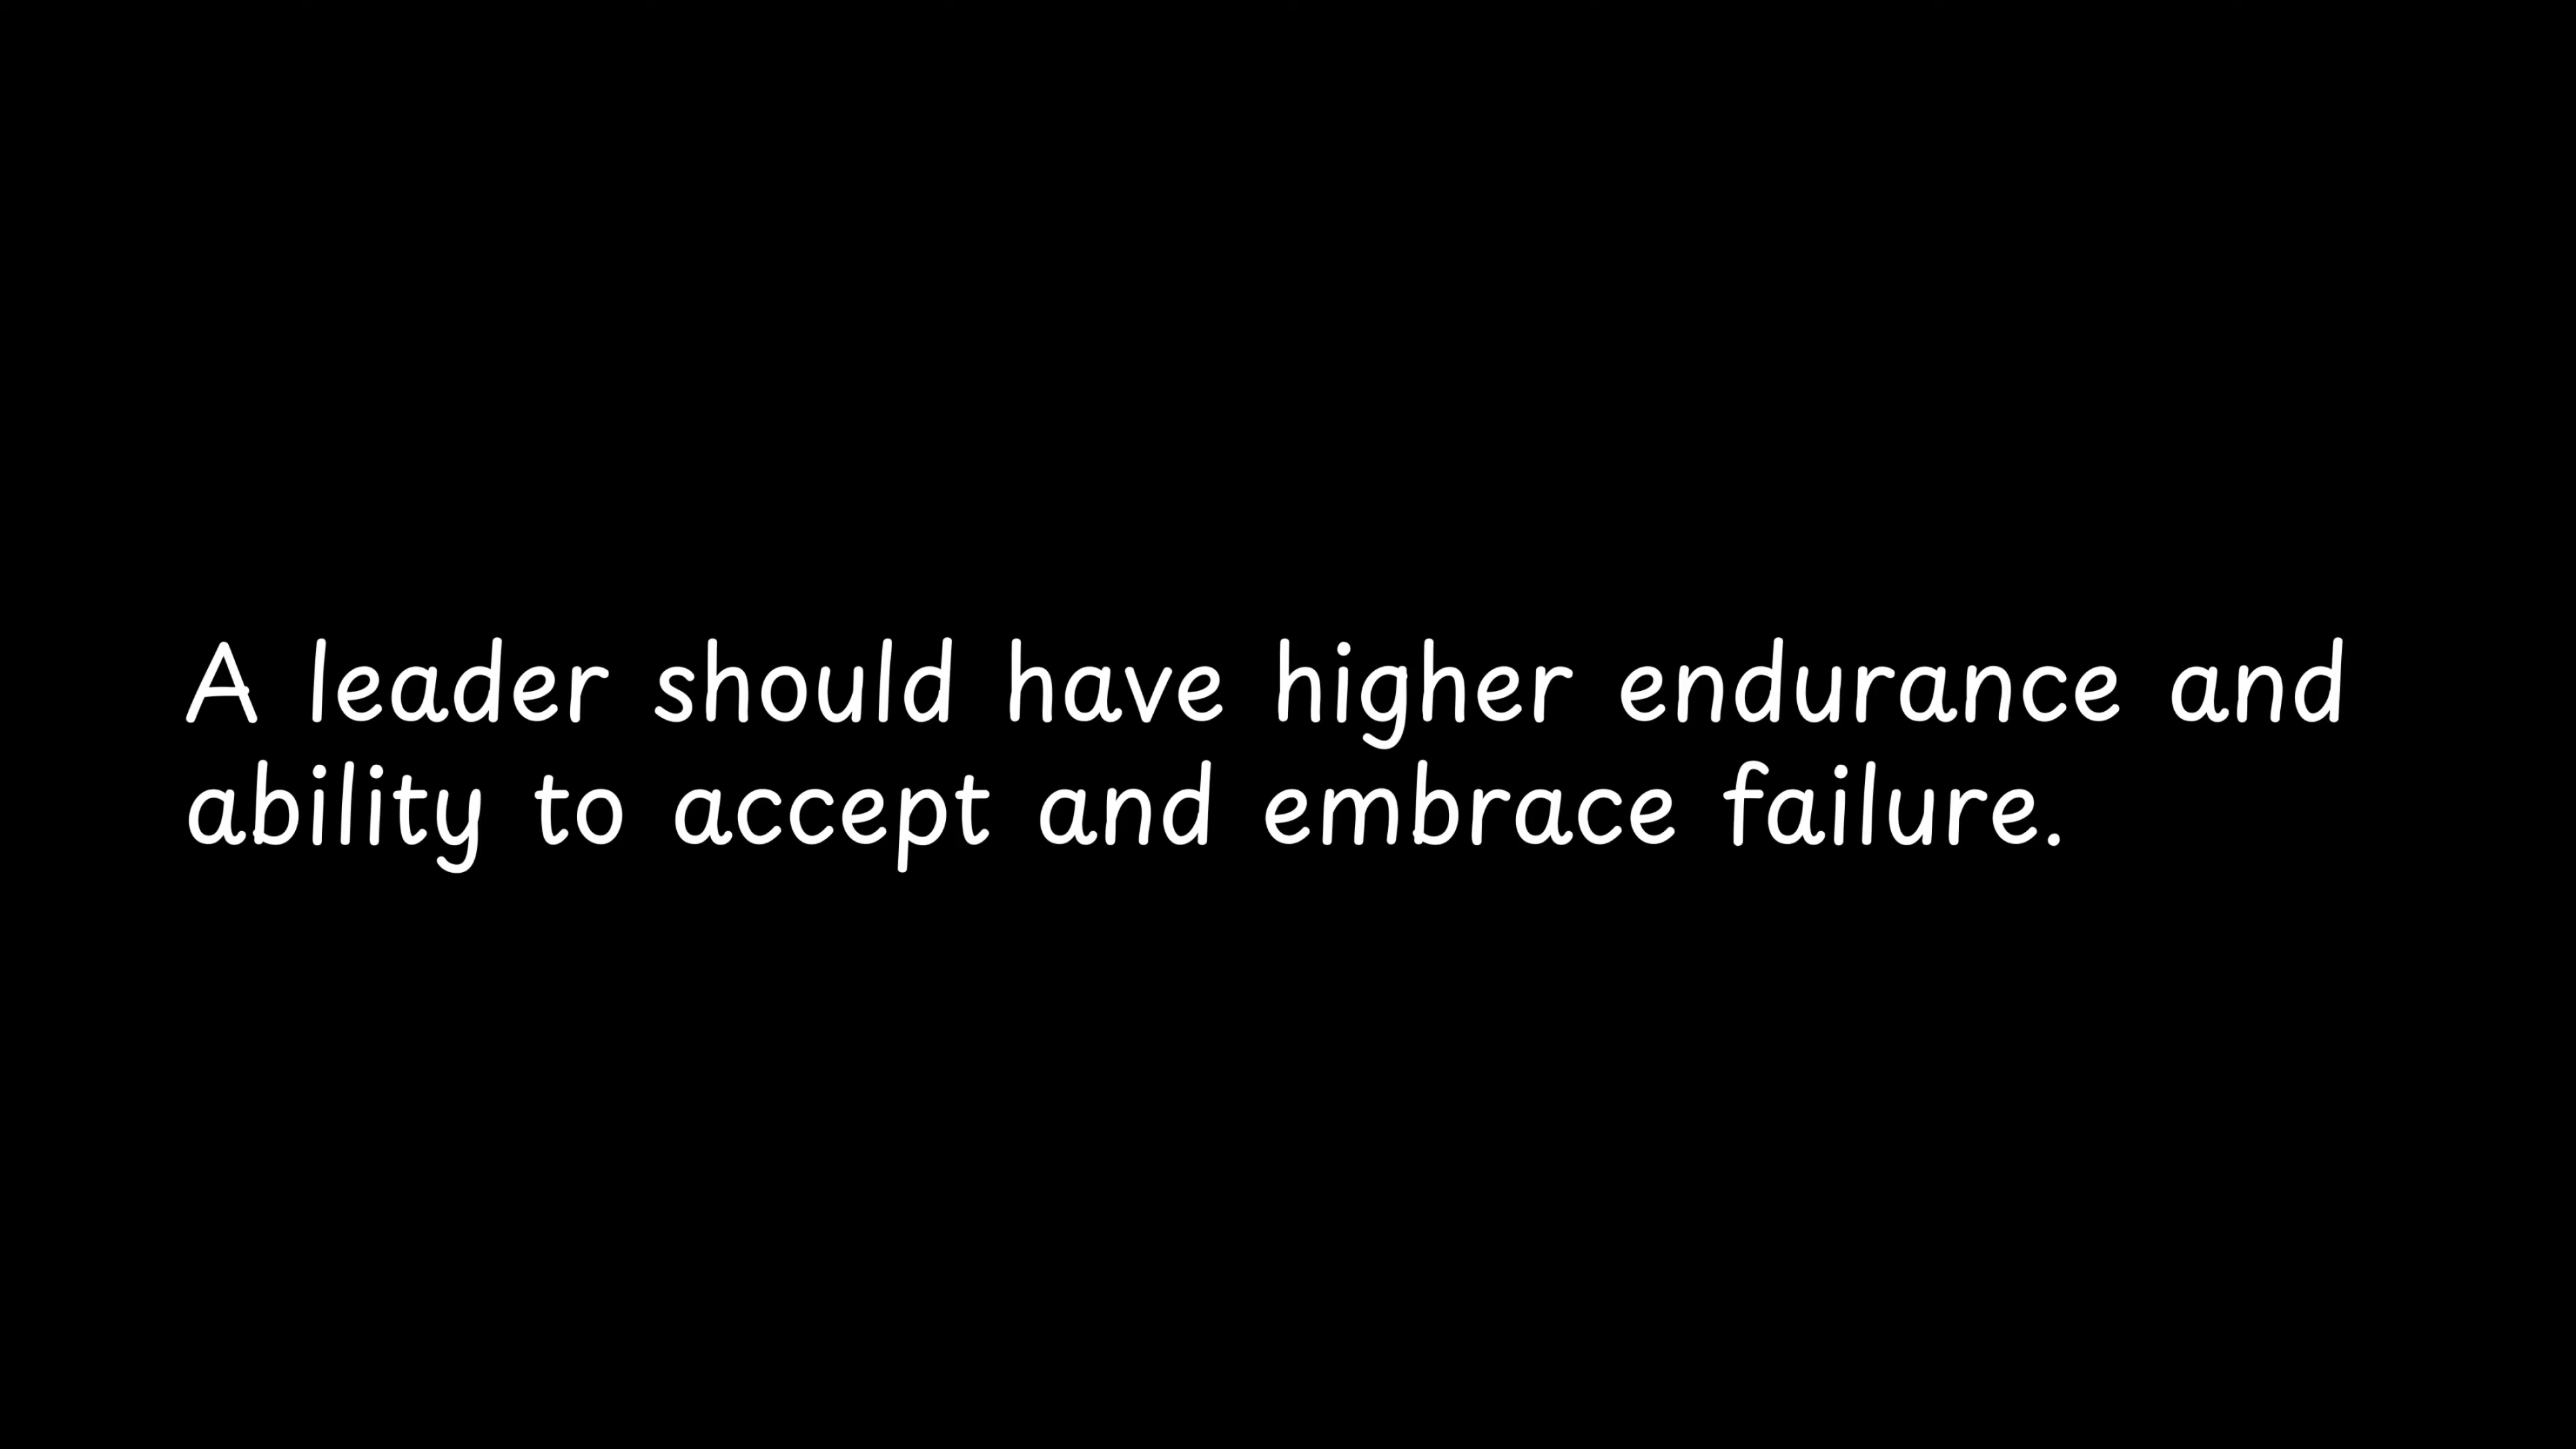 A leader should have higher endurance and
ability to accept and embrace failure.